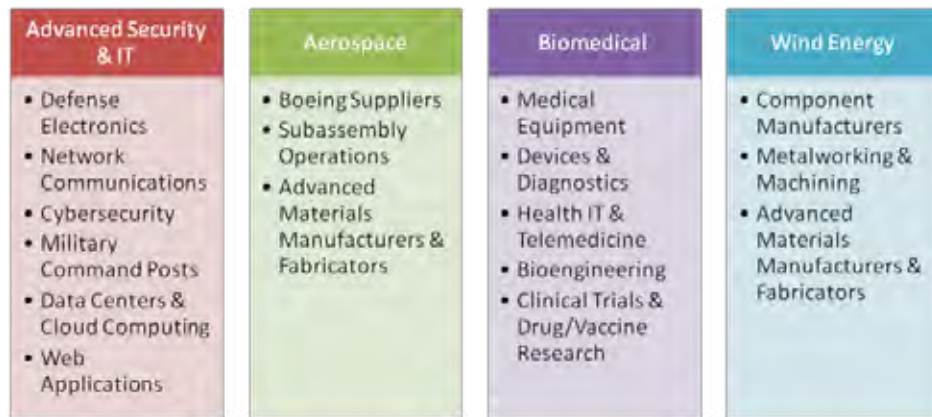 Advanced Security
& IT
• Defense
Electronics
• Network
Communications
• Cybersecurity
• Military
Command Posts
• Data Centers &
Cloud Computing
• Web
Applications
Aerospace
• Boeing Suppliers
• Subassembly
Operations
• Advanced
Materials
Manufacturers &
Fabricators
Biomedical
• Medical
Equipment
• Devices &
Diagnostics
• Health IT &
Telemedicine
• Bioengineering
• Clinical Trials &
Drug/Vaccine
Research
Wind Energy
• Component
Manufacturers
• Metalworking &
Machining
• Advanced
Materials
Manufacturers &
Fabricators